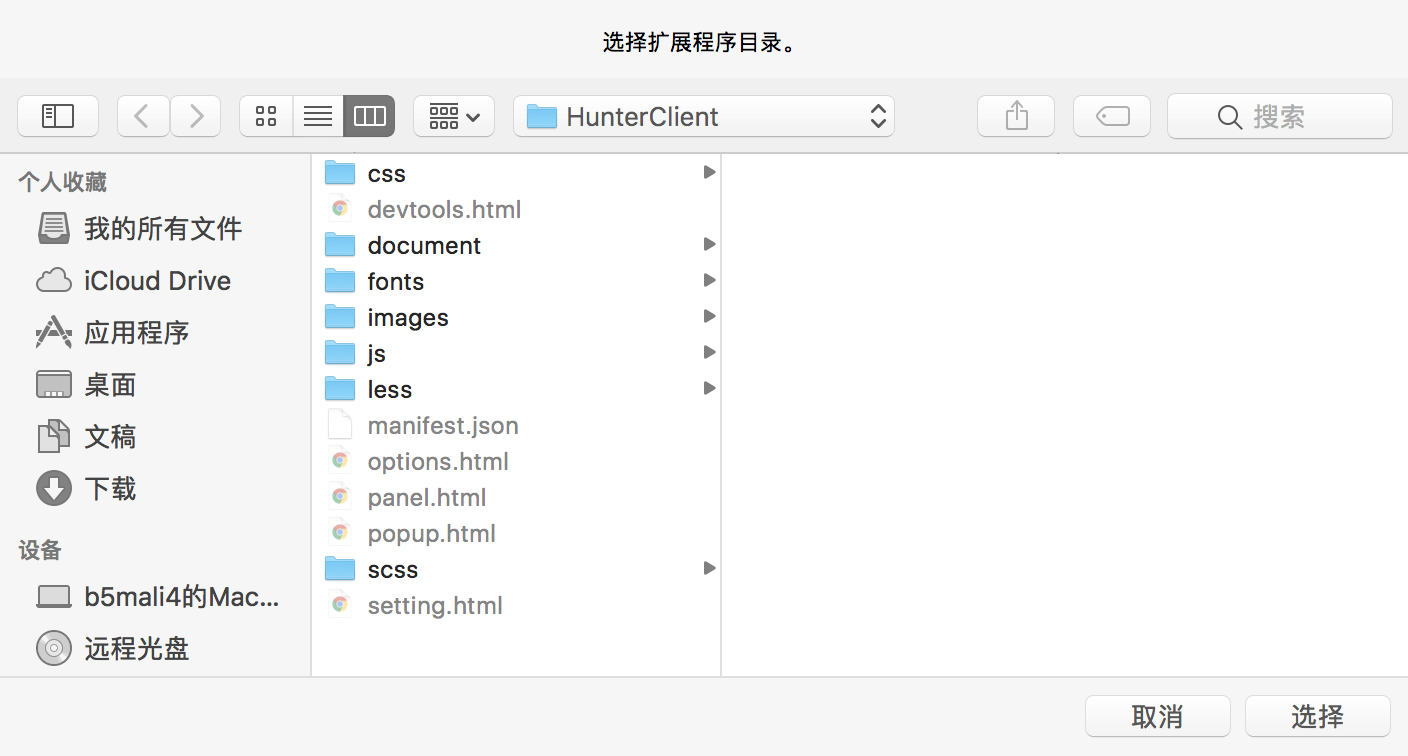 选择扩展程序目录。
HunterClient
搜索
个人收藏
我的所有文件
iCloud Drive
应用程序
桌面
文稿
下载
设备
b5mali4的Mac...
远程光盘
css
devtools.html
document
fonts
images
js
less
manifest.json
options.html
panel.html
popup.html
scss
setting.html
取消
选择